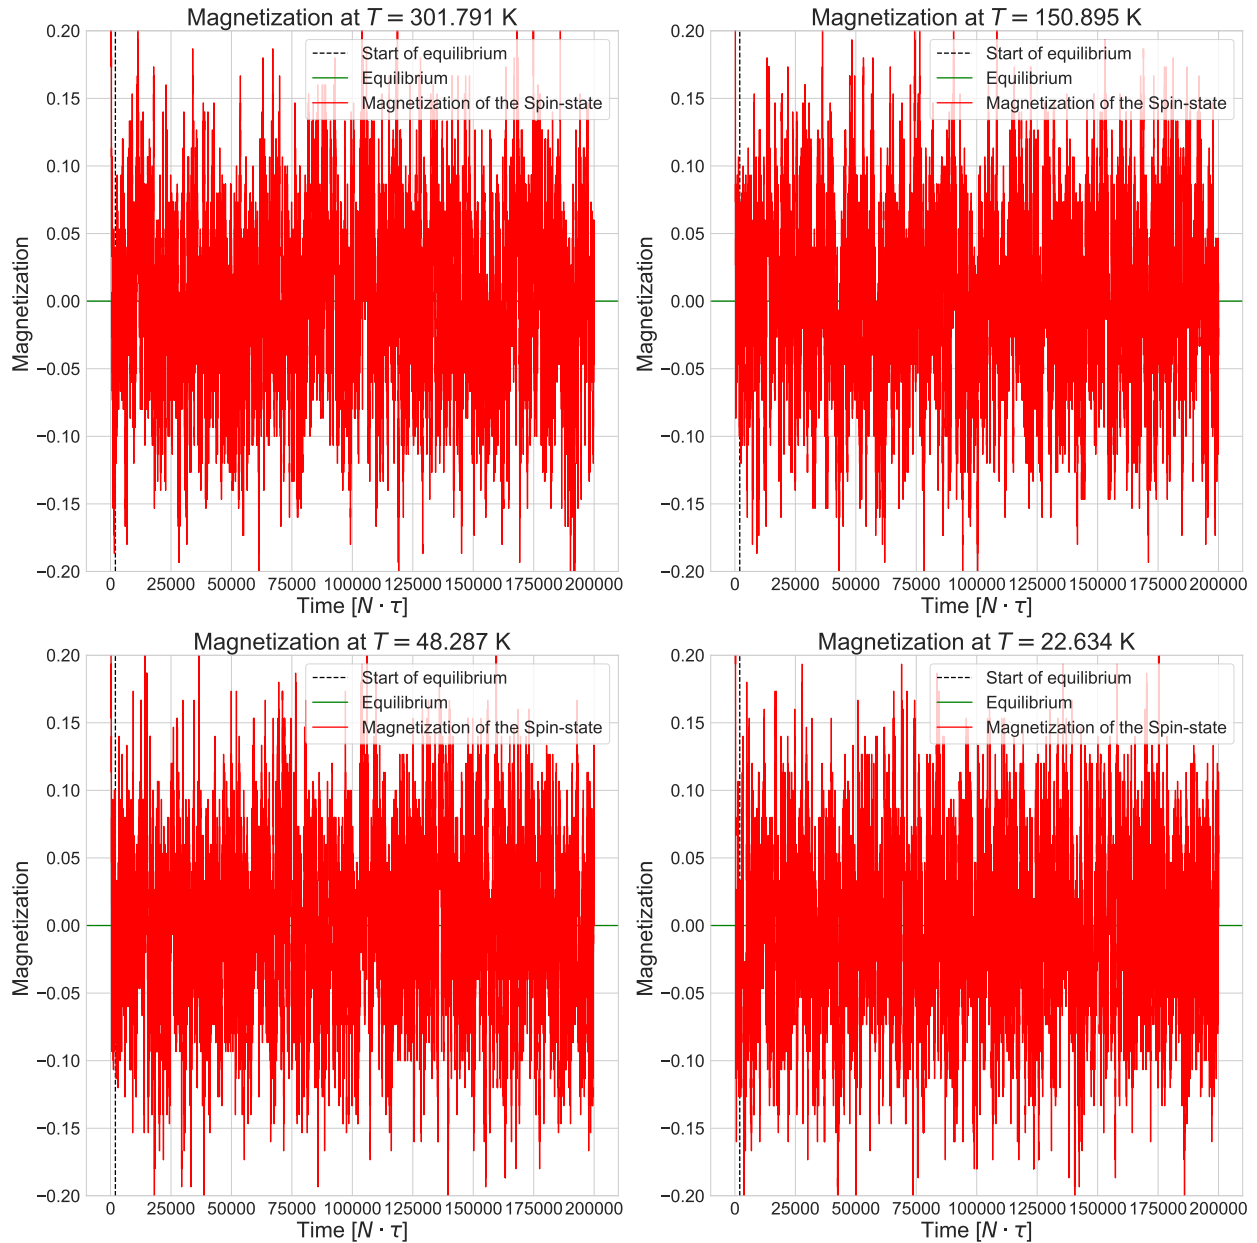 Magnetization at T = 301.791 K
Magnetization
0.20
0.15
0.10
0.05
0.00
−0.05
−0.10
−0.15
−0.20
Start of equilibrium
Equilibrium
Magnetization of the Spin-state
0 25000 50000 75000 100000 125000 150000 175000 200000
Time [N · τ]
Magnetization at T = 150.895 K
Magnetization
0.20
0.15
0.10
0.05
0.00
−0.05
−0.10
−0.15
−0.20
Start of equilibrium
Equilibrium
Magnetization of the Spin-state
0 25000 50000 75000 100000 125000 150000 175000 200000
Time [N · τ]
Magnetization at T = 48.287 K
Magnetization
0.20
0.15
0.10
0.05
0.00
−0.05
−0.10
−0.15
−0.20
Start of equilibrium
Equilibrium
Magnetization of the Spin-state
0 25000 50000 75000 100000 125000 150000 175000 200000
Time [N · τ]
Magnetization at T = 22.634 K
Magnetization
0.20
0.15
0.10
0.05
0.00
−0.05
−0.10
−0.15
−0.20
Start of equilibrium
Equilibrium
Magnetization of the Spin-state
0 25000 50000 75000 100000 125000 150000 175000 200000
Time [N · τ]